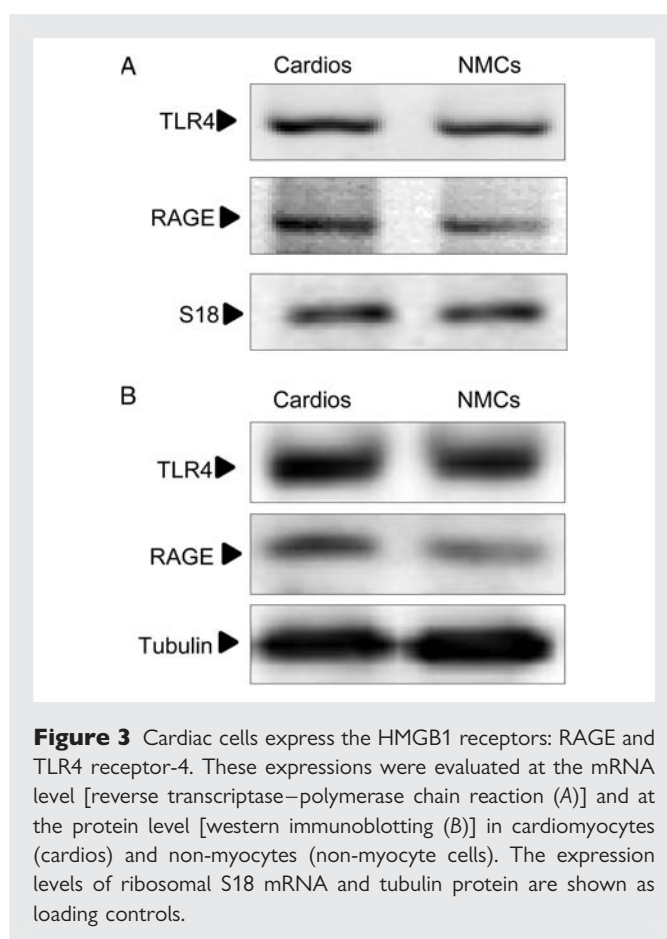 A
Cardios NMCs
TLR4
RAGE
S18
B
Cardios NMCs
TLR4
RAGE
Tubulin
Figure 3 Cardiac cells express the HMGB1 receptors: RAGE and
TLR4 receptor-4. These expressions were evaluated at the mRNA
level [reverse transcriptase–polymerase chain reaction (A)] and at
the protein level [western immunoblotting (B)] in cardiomyocytes
(cardios) and non-myocytes (non-myocyte cells). The expression
levels of ribosomal S18 mRNA and tubulin protein are shown as
loading controls.